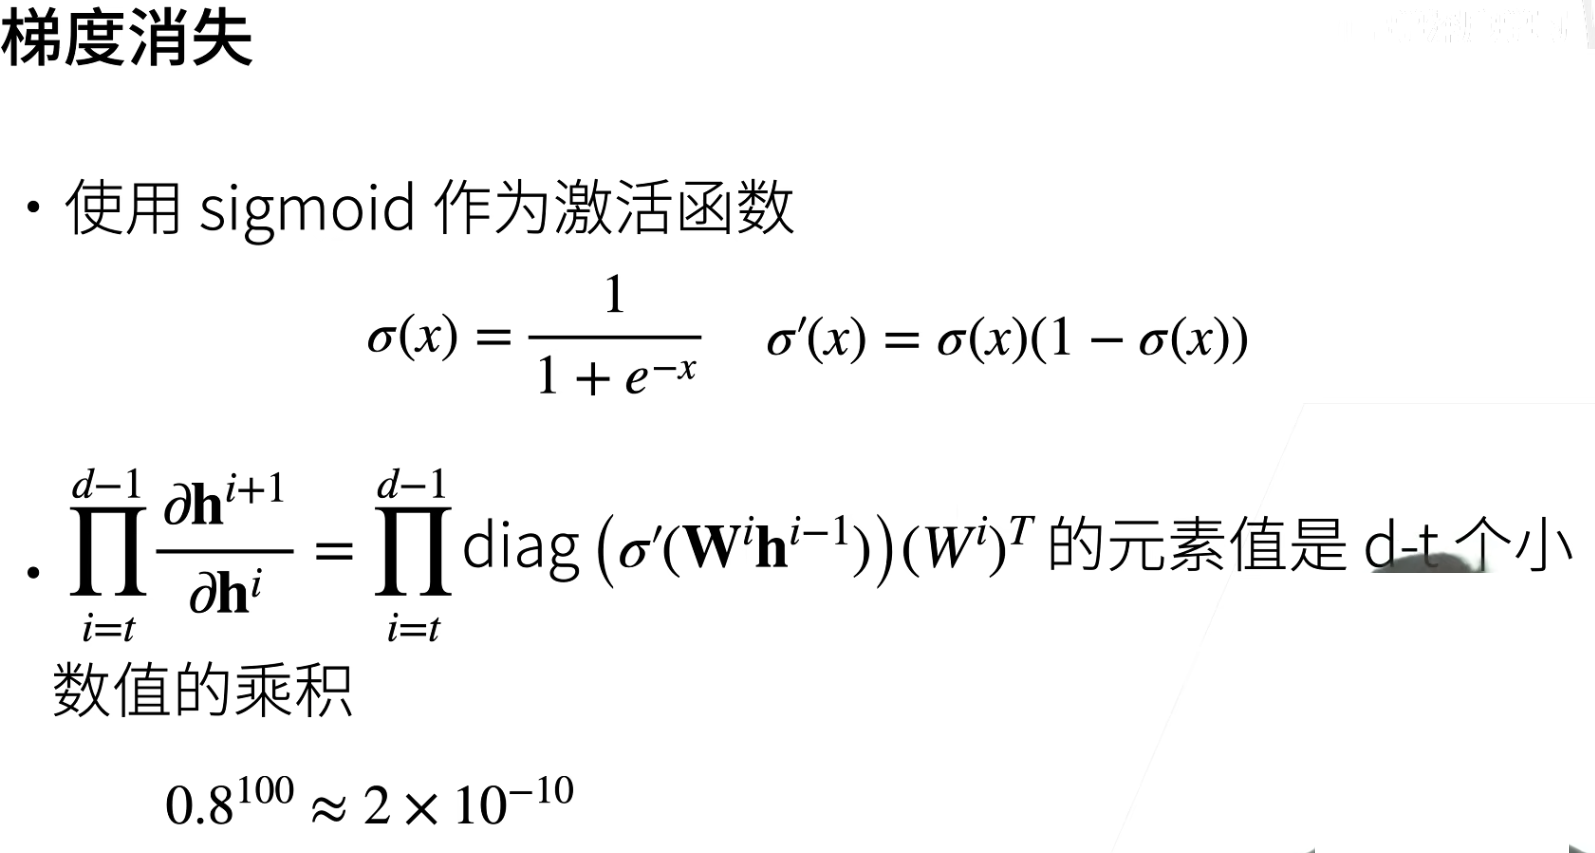 梯度消失
• 使用 sigmoid 作为激活函数
σ(x) = 1 / (1 + e^{−x})   σ′(x) = σ(x)(1 − σ(x))
• ∏_{i=t}^{d−1} ∂𝐡^{i+1} / ∂𝐡^{i} = ∏_{i=t}^{d−1} diag (σ′(𝐖^{i}𝐡^{i−1})) (W^{i})^{T} 的元素值是 d-t 个小
数值的乘积
0.8^{100} ≈ 2 × 10^{−10}